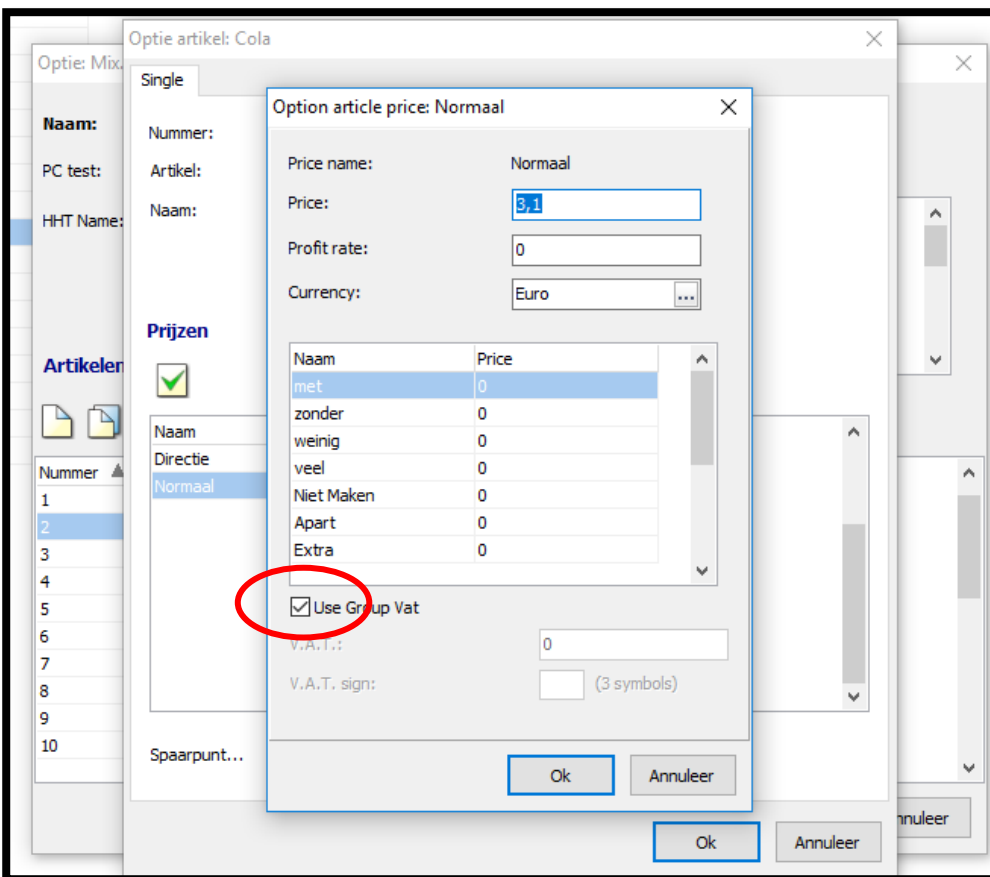 Optie: Mix.
Naam:
PC test:
HHT Name:
Artikelen
Nummer
1
2
3
4
5
6
7
8
9
10
nnuleer
Optie artikel: Cola
Single
Nummer:
Artikel:
Naam:
Prijzen
Naam
Directie
Normaal
Spaarpunt...
Ok Annuleer
Option article price: Normaal
Price name: Normaal
Price: 3,1
Profit rate: 0
Currency: Euro ...
Naam Price
met 0
zonder 0
weinig 0
veel 0
Niet Maken 0
Apart 0
Extra 0
Use Group Vat
V.A.T.: 0
V.A.T. sign: (3 symbols)
Ok Annuleer